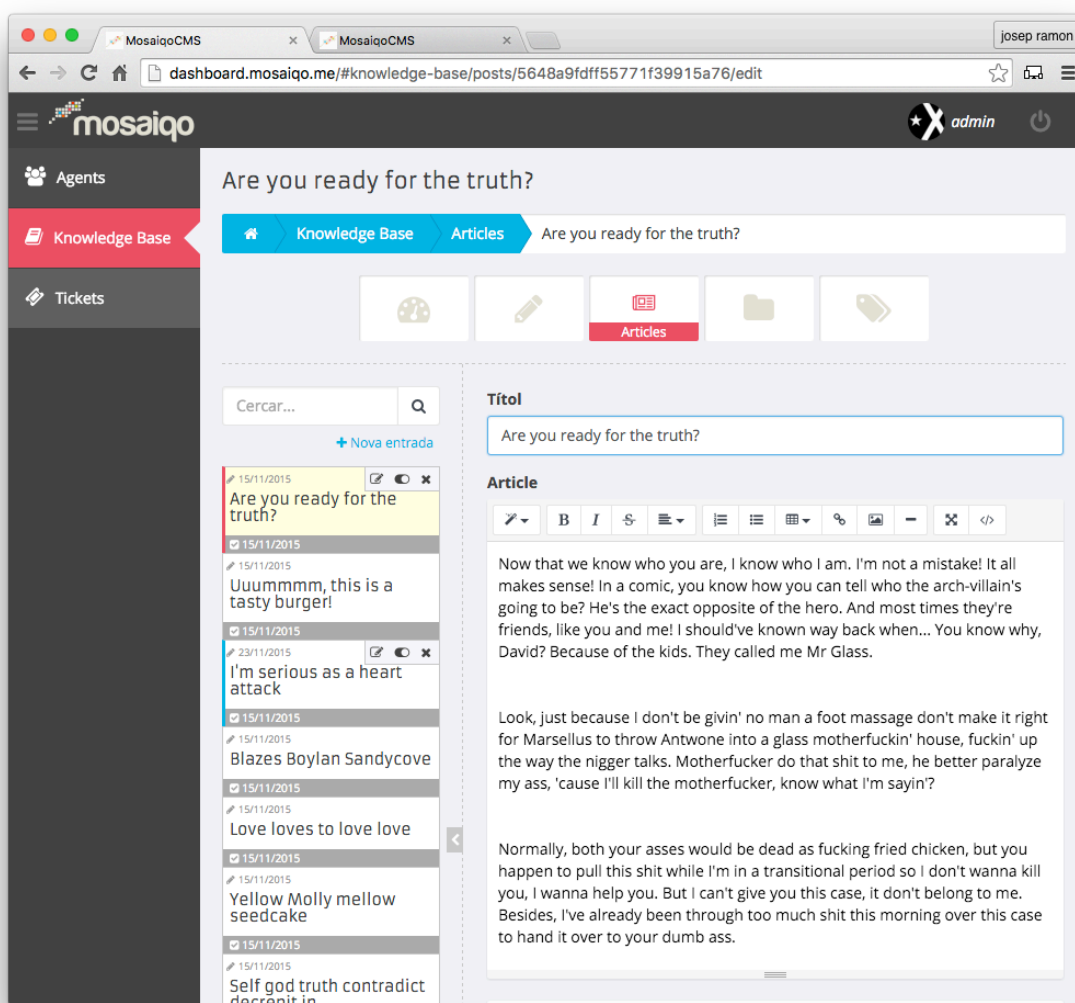 MosaiqoCMS
MosaiqoCMS
josep ramon
dashboard.mosaiqo.me/#knowledge-base/posts/5648a9fdff55771f39915a76/edit
mosaiqo
admin
Agents
Knowledge Base
Tickets
Are you ready for the truth?
Knowledge Base
Articles
Are you ready for the truth?
Articles
Cercar...
+ Nova entrada
15/11/2015
Are you ready for the
truth?
15/11/2015
15/11/2015
Uuummmm, this is a
tasty burger!
15/11/2015
23/11/2015
I'm serious as a heart
attack
15/11/2015
15/11/2015
Blazes Boylan Sandycove
15/11/2015
15/11/2015
Love loves to love love
15/11/2015
15/11/2015
Yellow Molly mellow
seedcake
15/11/2015
15/11/2015
Self god truth contradict
decrepit in
Títol
Are you ready for the truth?
Article
B I S
Now that we know who you are, I know who I am. I'm not a mistake! It all
makes sense! In a comic, you know how you can tell who the arch-villain's
going to be? He's the exact opposite of the hero. And most times they're
friends, like you and me! I should've known way back when... You know why,
David? Because of the kids. They called me Mr Glass.
Look, just because I don't be givin' no man a foot massage don't make it right
for Marsellus to throw Antwone into a glass motherfuckin' house, fuckin' up
the way the nigger talks. Motherfucker do that shit to me, he better paralyze
my ass, 'cause I'll kill the motherfucker, know what I'm sayin'?
Normally, both your asses would be dead as fucking fried chicken, but you
happen to pull this shit while I'm in a transitional period so I don't wanna kill
you, I wanna help you. But I can't give you this case, it don't belong to me.
Besides, I've already been through too much shit this morning over this case
to hand it over to your dumb ass.